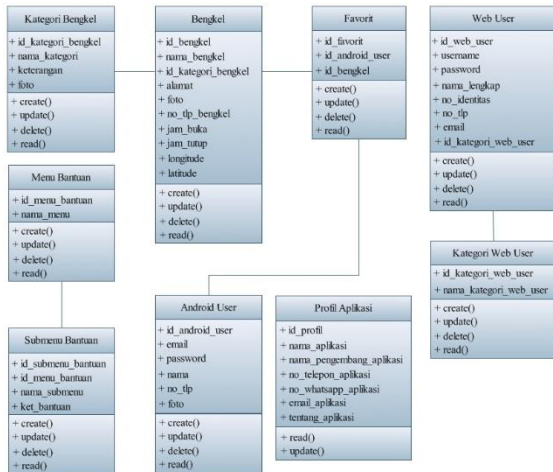 Kategori Bengkel
+ id_kategori_bengkel
+ nama_kategori
+ keterangan
+ foto
+ create()
+ update()
+ delete()
+ read()
Bengkel
+ id_bengkel
+ nama_bengkel
+ id_kategori_bengkel
+ alamat
+ foto
+ no_tlp_bengkel
+ jam_buka
+ jam_tutup
+ longitude
+ latitude
+ create()
+ update()
+ delete()
+ read()
Favorit
+ id_favorit
+ id_android_user
+ id_bengkel
+ create()
+ update()
+ delete()
+ read()
Web User
+ id_web_user
+ username
+ password
+ nama_lengkap
+ no_identitas
+ no_tlp
+ email
+ id_kategori_web_user
+ create()
+ update()
+ delete()
+ read()
Menu Bantuan
+ id_menu_bantuan
+ nama_menu
+ create()
+ update()
+ delete()
+ read()
Kategori Web User
+ id_kategori_web_user
+ nama_kategori_web_user
+ create()
+ update()
+ delete()
+ read()
Submenu Bantuan
+ id_submenu_bantuan
+ id_menu_bantuan
+ nama_submenu
+ ket_bantuan
+ create()
+ update()
+ delete()
+ read()
Android User
+ id_android_user
+ email
+ password
+ nama
+ no_tlp
+ foto
+ create()
+ update()
+ delete()
+ read()
Profil Aplikasi
+ id_profil
+ nama_aplikasi
+ nama_pengembang_aplikasi
+ no_telepon_aplikasi
+ no_whatsapp_aplikasi
+ email_aplikasi
+ tentang_aplikasi
+ read()
+ update()